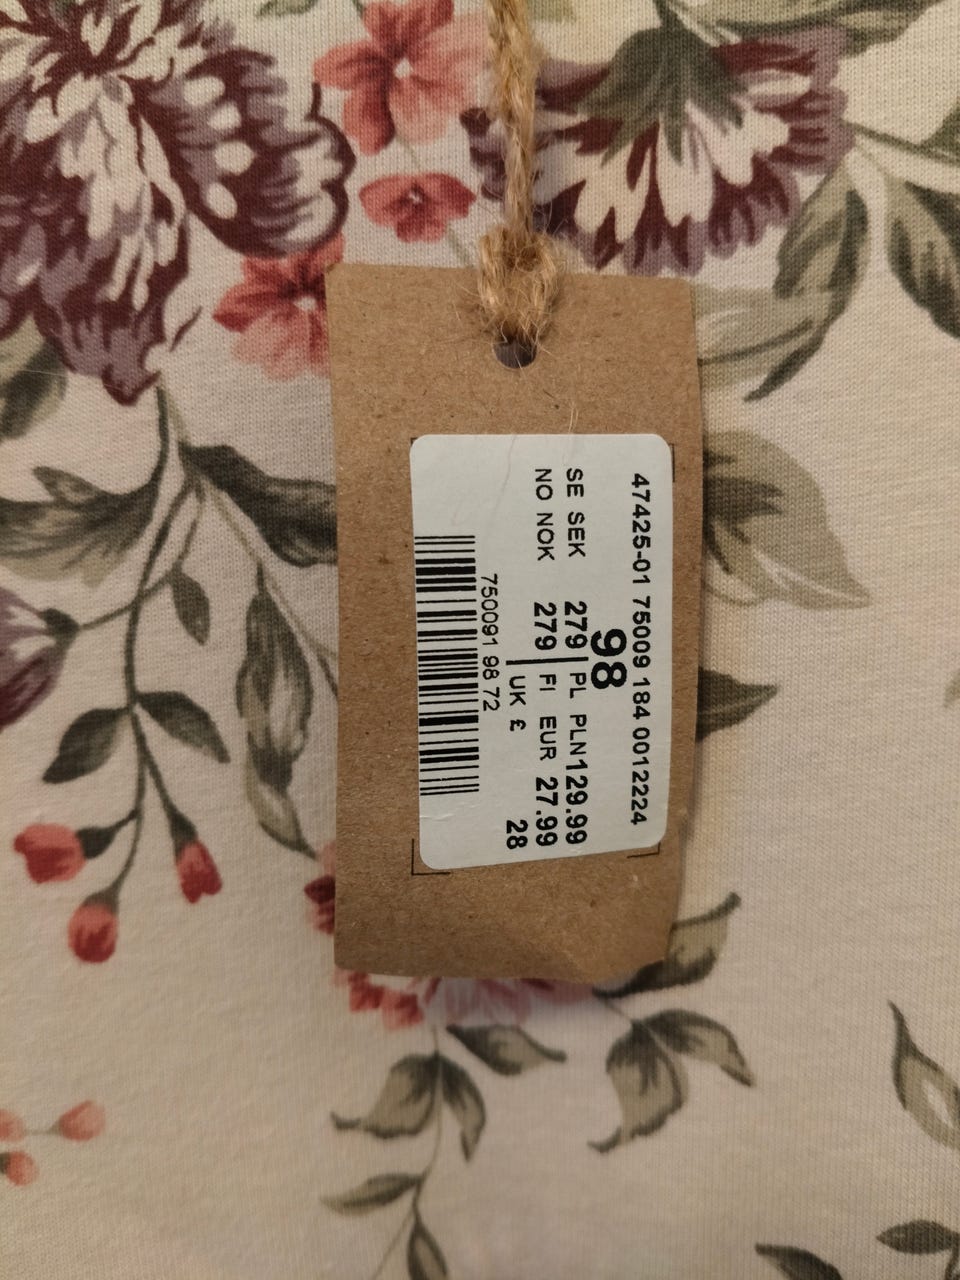 47425-01 75009 184 0012224
98
SE SEK 279 | PL PLN129.99
NO NOK 279 | FI EUR 27.99
UK £ 28
750091 98 72